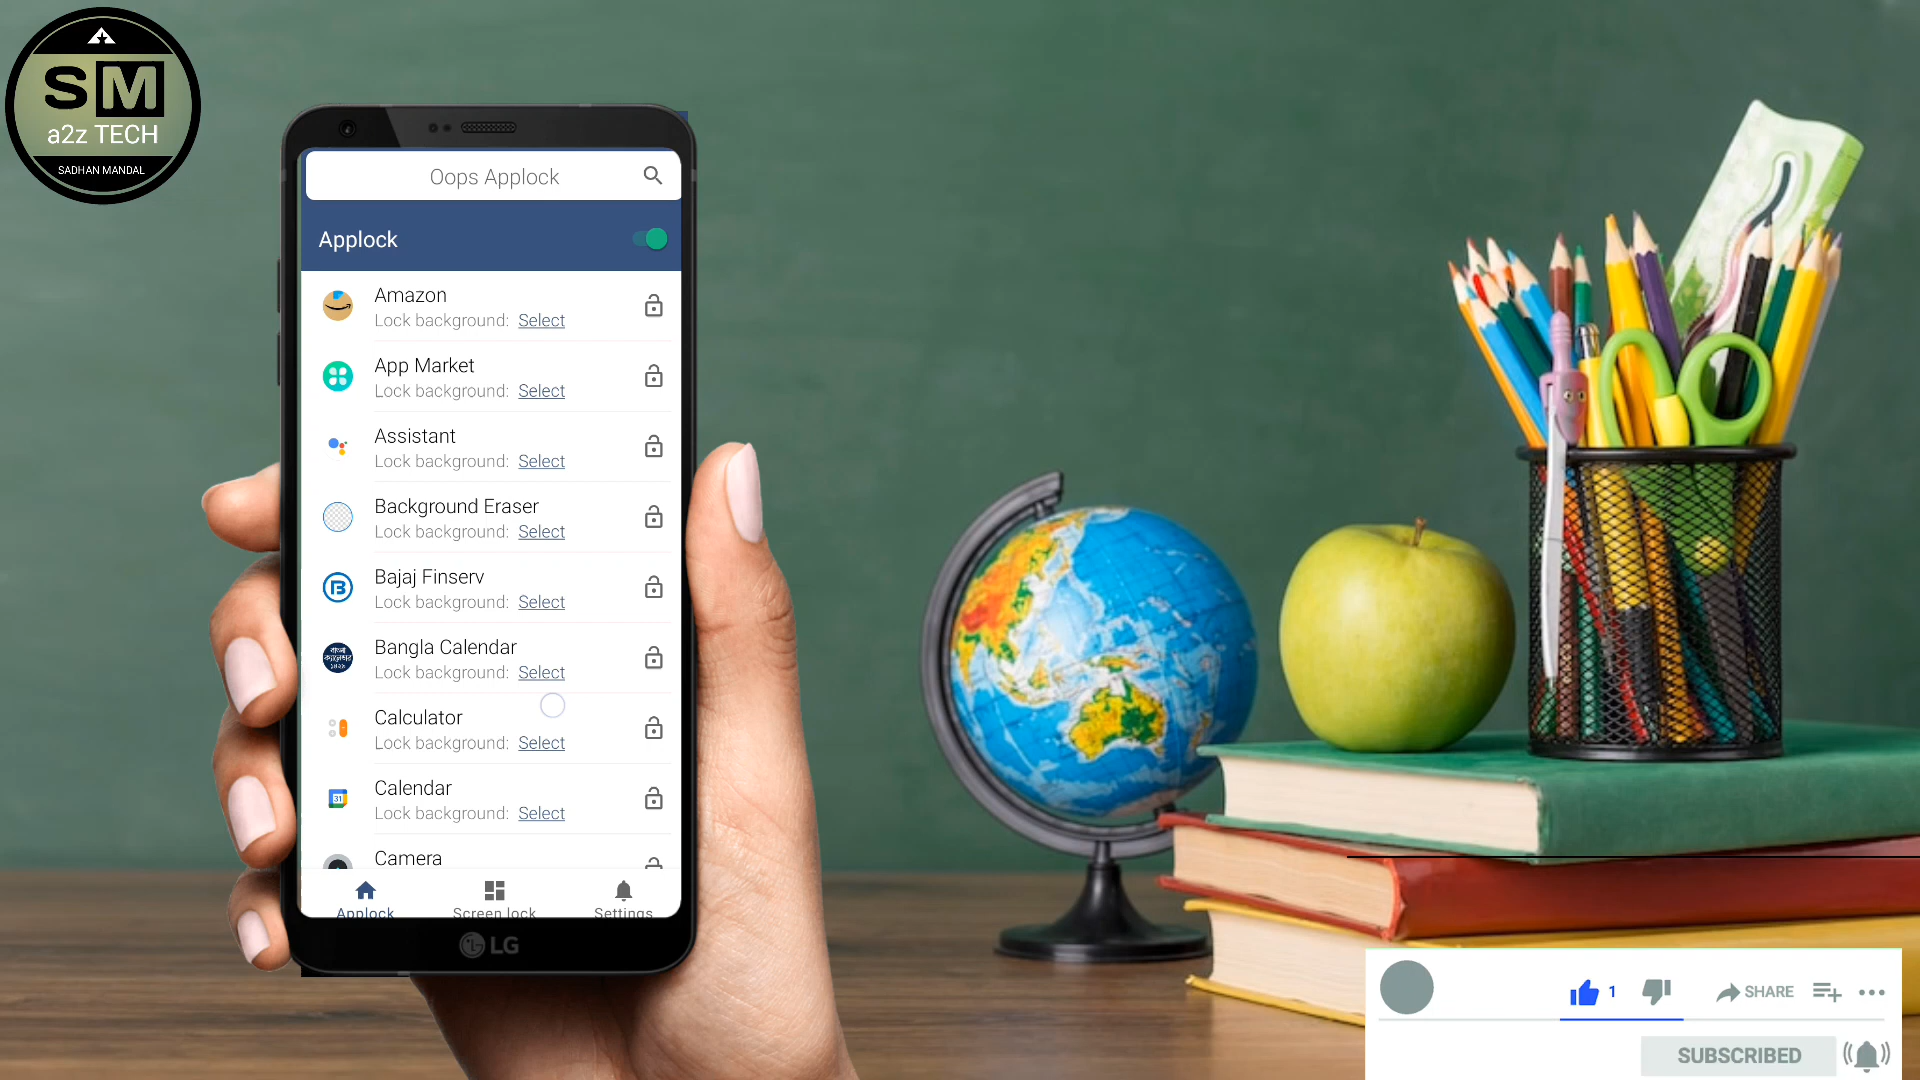 SM
a2z TECH
SADHAN MANDAL
Oops Applock
Applock
Amazon
Lock background: Select
App Market
Lock background: Select
Assistant
Lock background: Select
Background Eraser
Lock background: Select
Bajaj Finserv
Lock background: Select
বাংলা
ক্যালেন্ডার
১৪২৯
Bangla Calendar
Lock background: Select
Calculator
Lock background: Select
31
Calendar
Lock background: Select
Camera
Applock Screen lock Settings
LG
1 SHARE
SUBSCRIBED